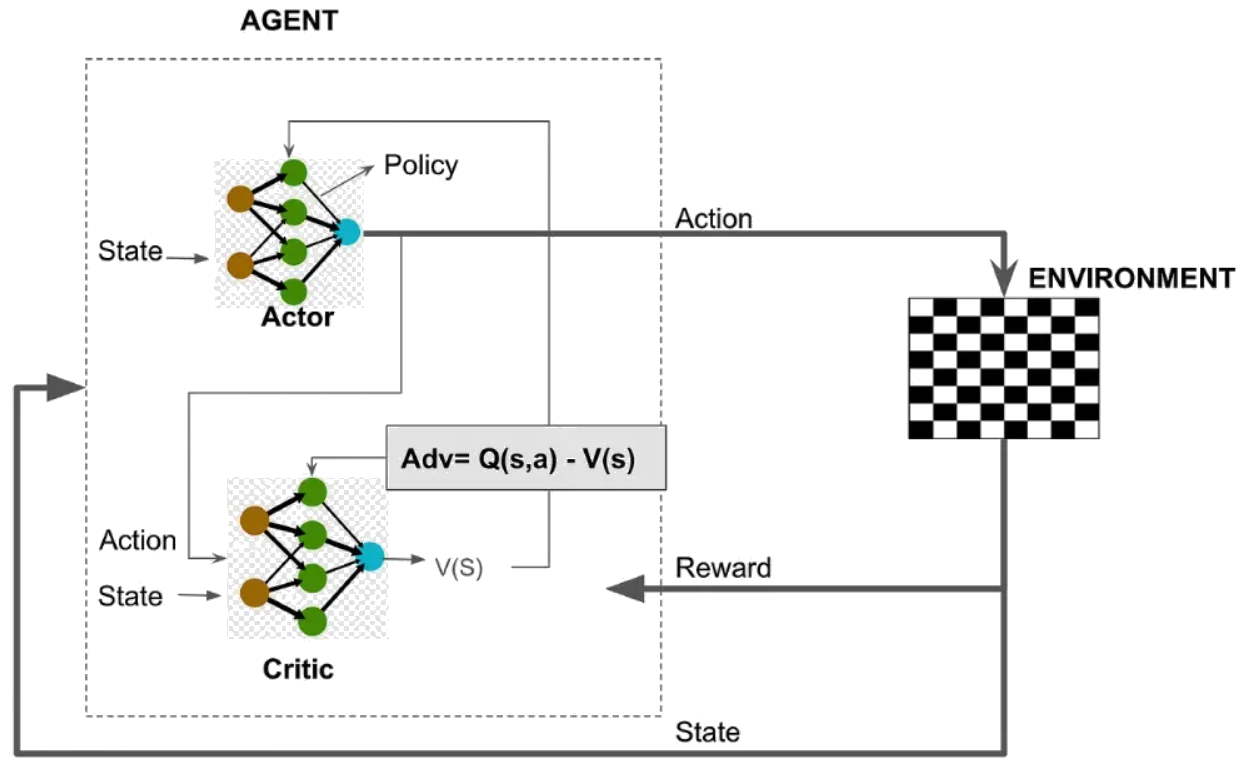 AGENT
Policy
Action
State
ENVIRONMENT
Actor
Adv= Q(s,a) - V(s)
Action
V(S)
Reward
State
Critic
State